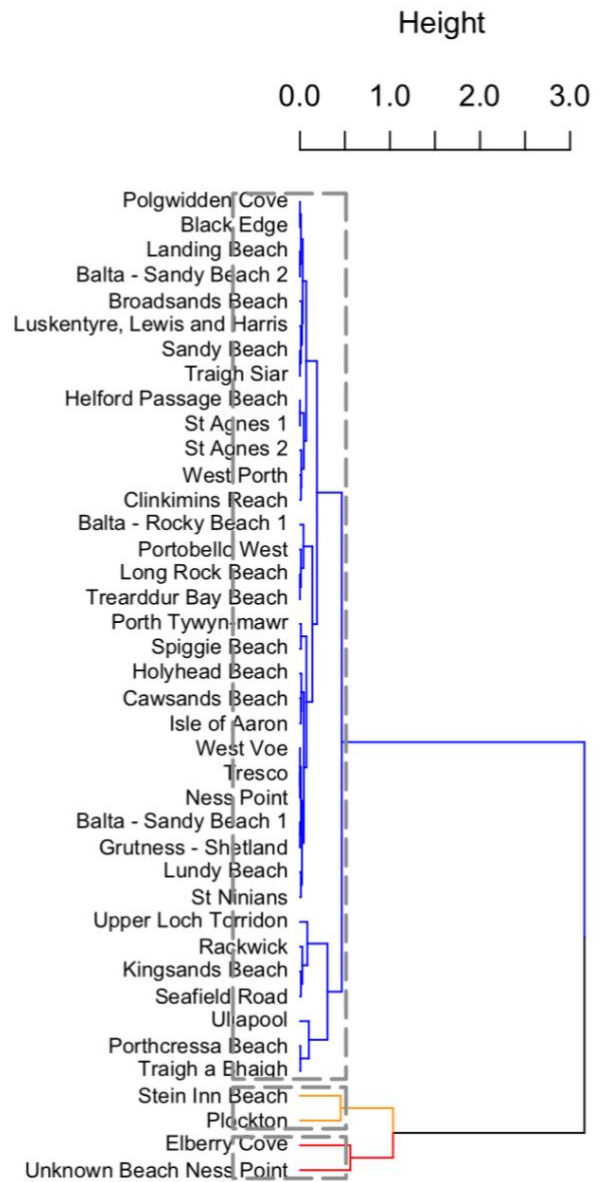 Height
0.0 1.0 2.0 3.0
Polgwidden Cove
Black Edge
Landing Beach
Balta - Sandy Beach 2
Broadsands Beach
Luskentyre, Lewis and Harris
Sandy Beach
Traigh Siar
Helford Passage Beach
St Agnes 1
St Agnes 2
West Porth
Clinkimins Reach
Balta - Rocky Beach 1
Portobello West
Long Rock Beach
Trearddur Bay Beach
Porth Tywyn-mawr
Spiggie Beach
Holyhead Beach
Cawsands Beach
Isle of Aaron
West Voe
Tresco
Ness Point
Balta - Sandy Beach 1
Grutness - Shetland
Lundy Beach
St Ninians
Upper Loch Torridon
Rackwick
Kingsands Beach
Seafield Road
Ullapool
Porthcressa Beach
Traigh a Bhaigh
Stein Inn Beach
Plockton
Elberry Cove
Unknown Beach Ness Point